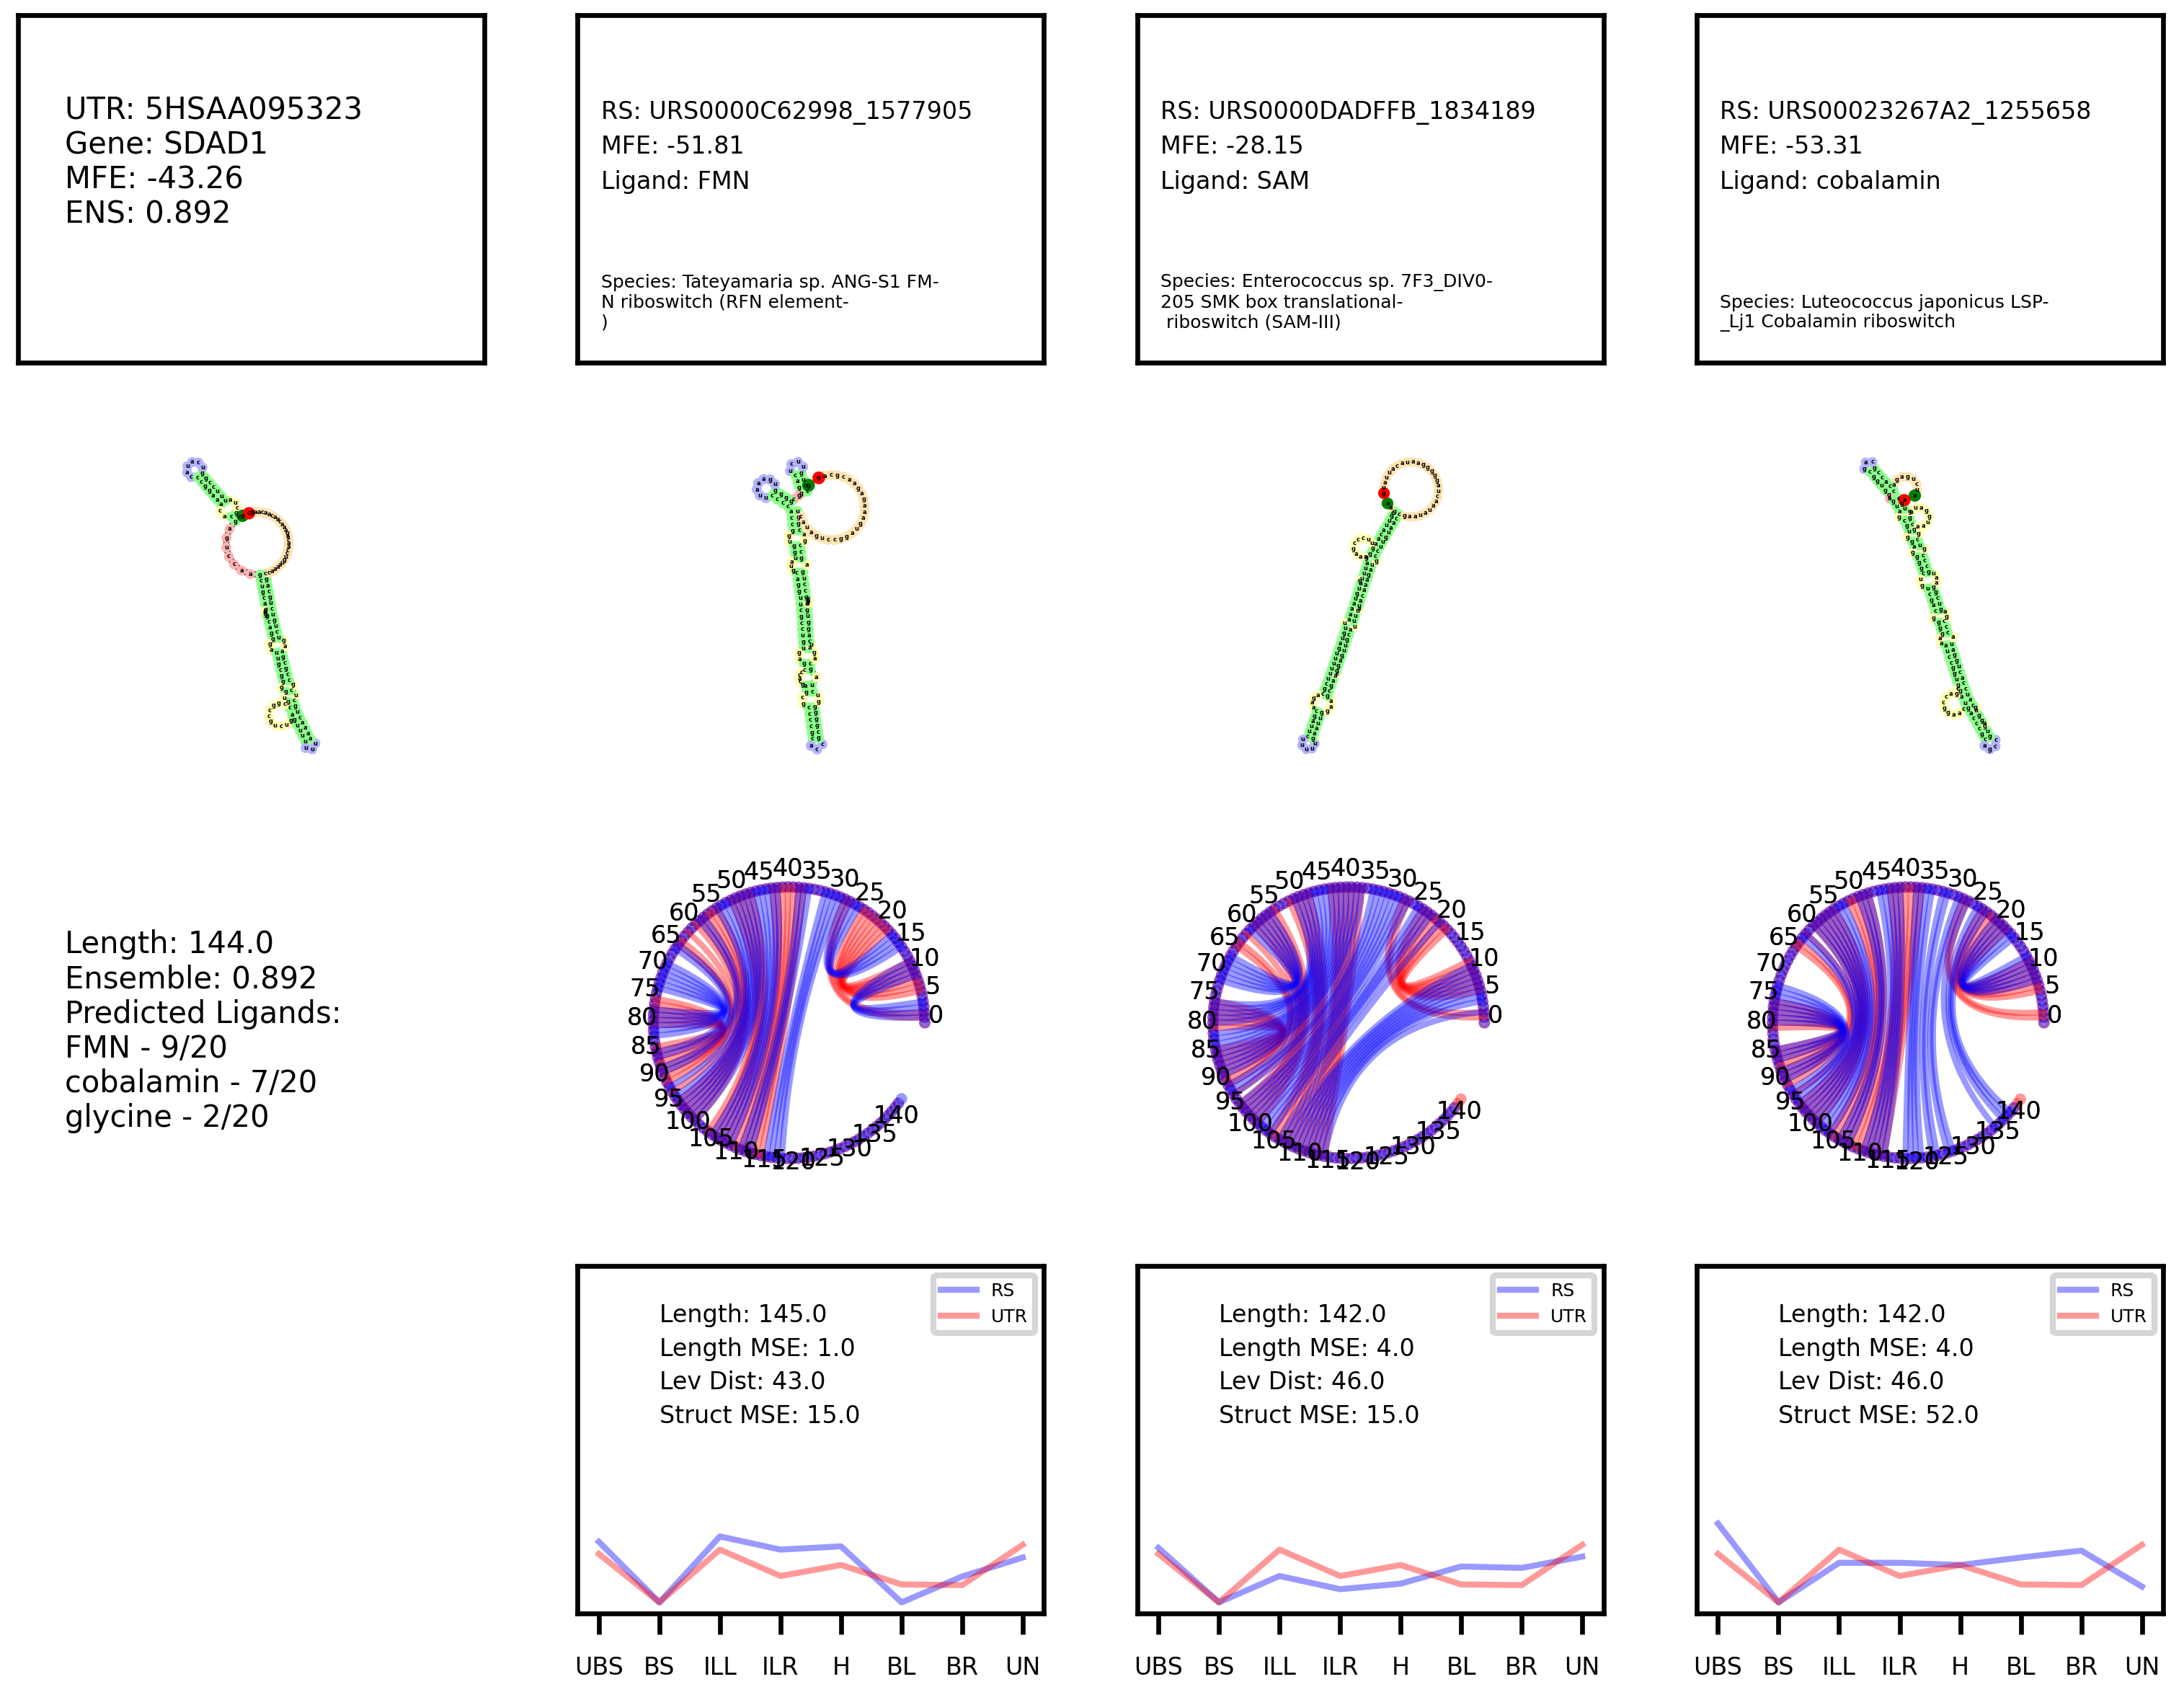 UTR: 5HSAA095323
Gene: SDAD1
MFE: -43.26
ENS: 0.892
RS: URS0000C62998_1577905
MFE: -51.81
Ligand: FMN
Species: Tateyamaria sp. ANG-S1 FM-
N riboswitch (RFN element-
)
RS: URS0000DADFFB_1834189
MFE: -28.15
Ligand: SAM
Species: Enterococcus sp. 7F3_DIV0-
205 SMK box translational-
riboswitch (SAM-III)
RS: URS00023267A2_1255658
MFE: -53.31
Ligand: cobalamin
Species: Luteococcus japonicus LSP-
_Lj1 Cobalamin riboswitch
Length: 144.0
Ensemble: 0.892
Predicted Ligands:
FMN - 9/20
cobalamin - 7/20
glycine - 2/20
0 5 10 15 20 25 30 35 40 45 50 55 60 65 70 75 80 85 90 95 100 105 110 115 120 125 130 135 140
0 5 10 15 20 25 30 35 40 45 50 55 60 65 70 75 80 85 90 95 100 105 110 115 120 125 130 135 140
0 5 10 15 20 25 30 35 40 45 50 55 60 65 70 75 80 85 90 95 100 105 110 115 120 125 130 135 140
RS
UTR
Length: 145.0
Length MSE: 1.0
Lev Dist: 43.0
Struct MSE: 15.0
UBS BS ILL ILR H BL BR UN
RS
UTR
Length: 142.0
Length MSE: 4.0
Lev Dist: 46.0
Struct MSE: 15.0
UBS BS ILL ILR H BL BR UN
RS
UTR
Length: 142.0
Length MSE: 4.0
Lev Dist: 46.0
Struct MSE: 52.0
UBS BS ILL ILR H BL BR UN